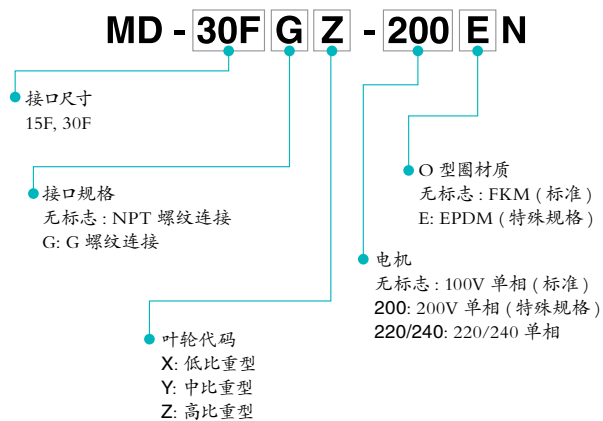 MD - 30F G Z - 200 E N
接口尺寸
15F, 30F
接口规格
无标志 : NPT 螺纹连接
G: G 螺纹连接
叶轮代码
X: 低比重型
Y: 中比重型
Z: 高比重型
O 型圈材质
无标志 : FKM ( 标准 )
E: EPDM ( 特殊规格 )
电机
无标志 : 100V 单相 ( 标准 )
200: 200V 单相 ( 特殊规格 )
220/240: 220/240 单相